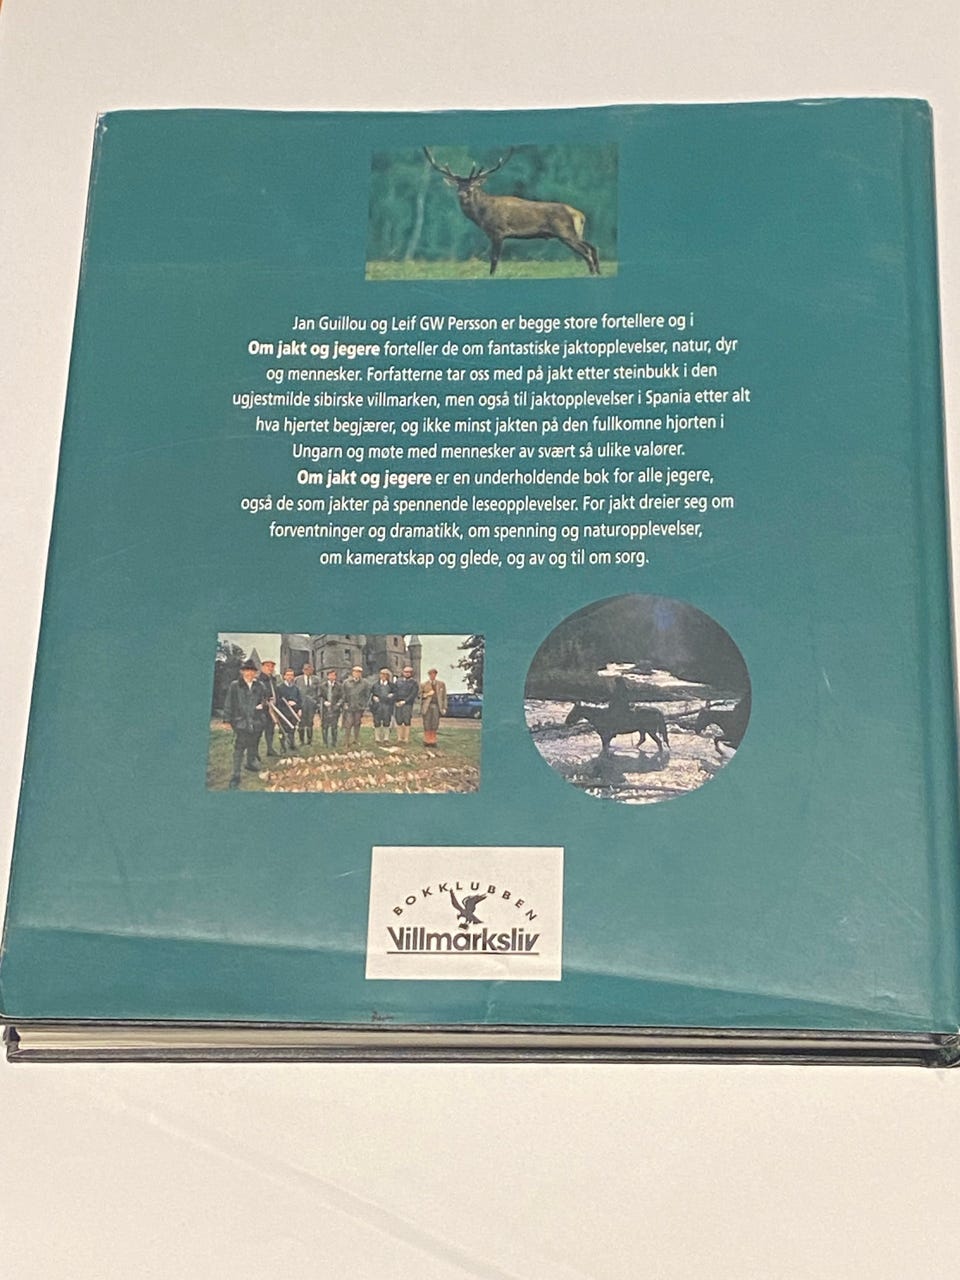 Jan Guillou og Leif GW Persson er begge store fortellere og i
Om jakt og jegere forteller de om fantastiske jaktopplevelser, natur, dyr
og mennesker. Forfatterne tar oss med på jakt etter steinbukk i den
ugjestmilde sibirske villmarken, men også til jaktopplevelser i Spania etter alt
hva hjertet begjærer, og ikke minst jakten på den fullkomne hjorten i
Ungarn og møte med mennesker av svært så ulike valører.
Om jakt og jegere er en underholdende bok for alle jegere,
også de som jakter på spennende leseopplevelser. For jakt dreier seg om
forventninger og dramatikk, om spenning og naturopplevelser,
om kameratskap og glede, og av og til om sorg.
BOKKLUBBEN
Villmarksliv